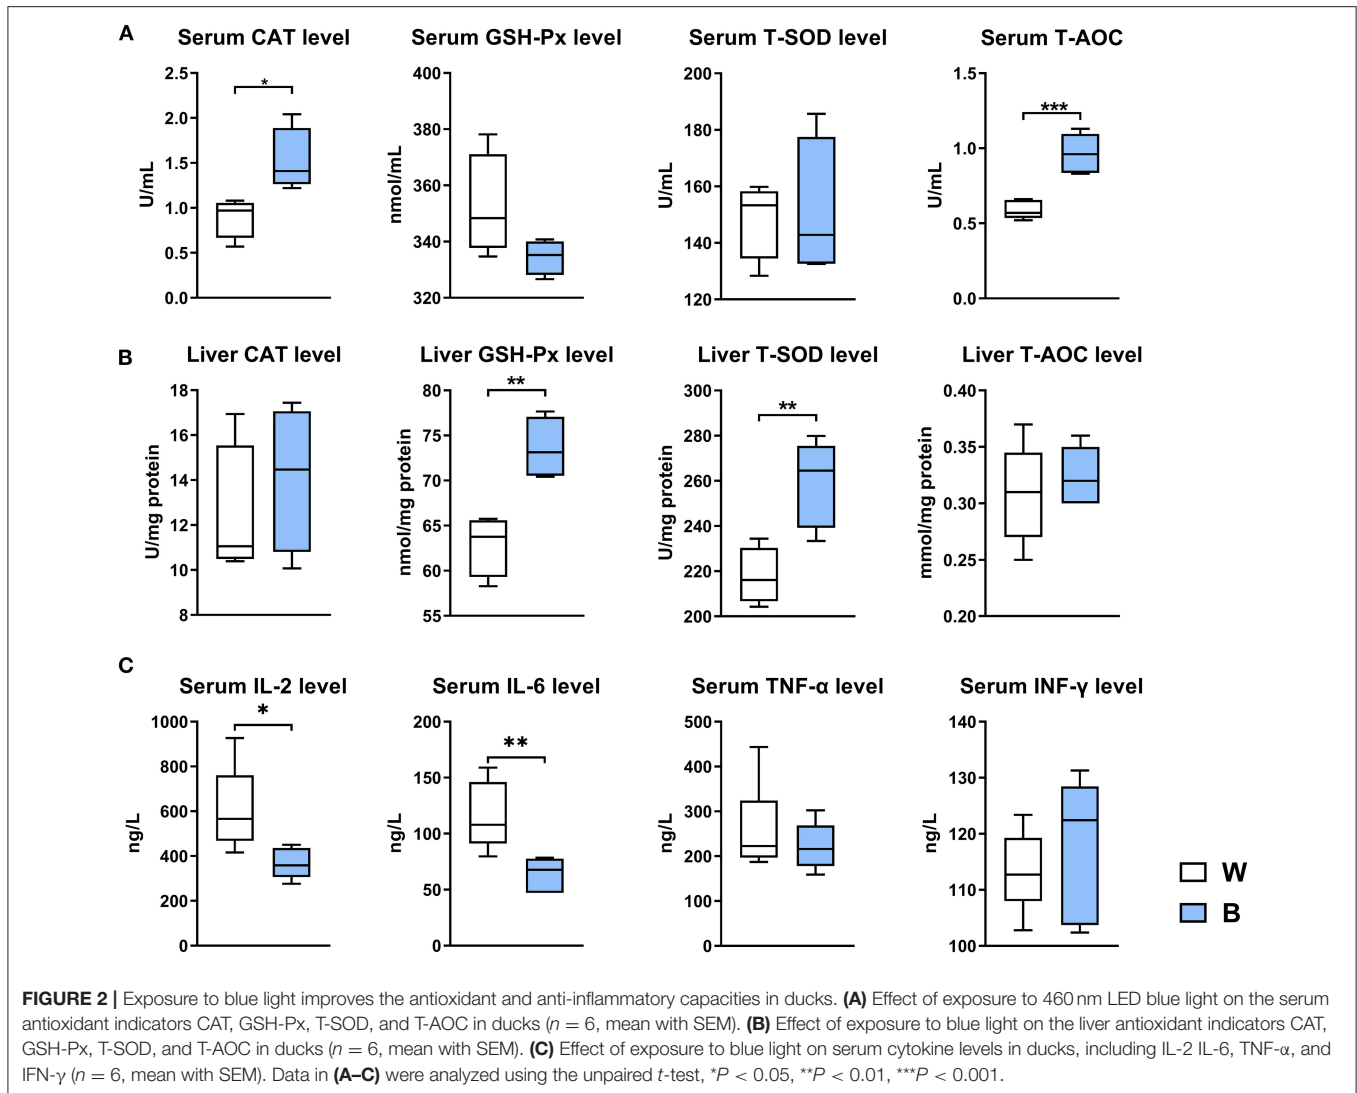 A
Serum CAT level
Serum GSH-Px level
Serum T-SOD level
Serum T-AOC
U/mL
2.5
2.0
1.5
1.0
0.5
0.0
*
nmol/mL
400
380
360
340
320
U/mL
200
180
160
140
120
U/mL
1.5
1.0
0.5
0.0
***
B
Liver CAT level
Liver GSH-Px level
Liver T-SOD level
Liver T-AOC level
U/mg protein
18
16
14
12
10
8
nmol/mg protein
80
75
70
65
60
55
**
U/mg protein
300
280
260
240
220
200
**
mmol/mg protein
0.40
0.35
0.30
0.25
0.20
C
Serum IL-2 level
Serum IL-6 level
Serum TNF-α level
Serum INF-γ level
ng/L
1000
800
600
400
200
0
*
ng/L
200
150
100
50
0
**
ng/L
500
400
300
200
100
0
ng/L
140
130
120
110
100
W
B
FIGURE 2 | Exposure to blue light improves the antioxidant and anti-inflammatory capacities in ducks. (A) Effect of exposure to 460 nm LED blue light on the serum
antioxidant indicators CAT, GSH-Px, T-SOD, and T-AOC in ducks (n = 6, mean with SEM). (B) Effect of exposure to blue light on the liver antioxidant indicators CAT,
GSH-Px, T-SOD, and T-AOC in ducks (n = 6, mean with SEM). (C) Effect of exposure to blue light on serum cytokine levels in ducks, including IL-2 IL-6, TNF-α, and
IFN-γ (n = 6, mean with SEM). Data in (A–C) were analyzed using the unpaired t-test, *P < 0.05, **P < 0.01, ***P < 0.001.